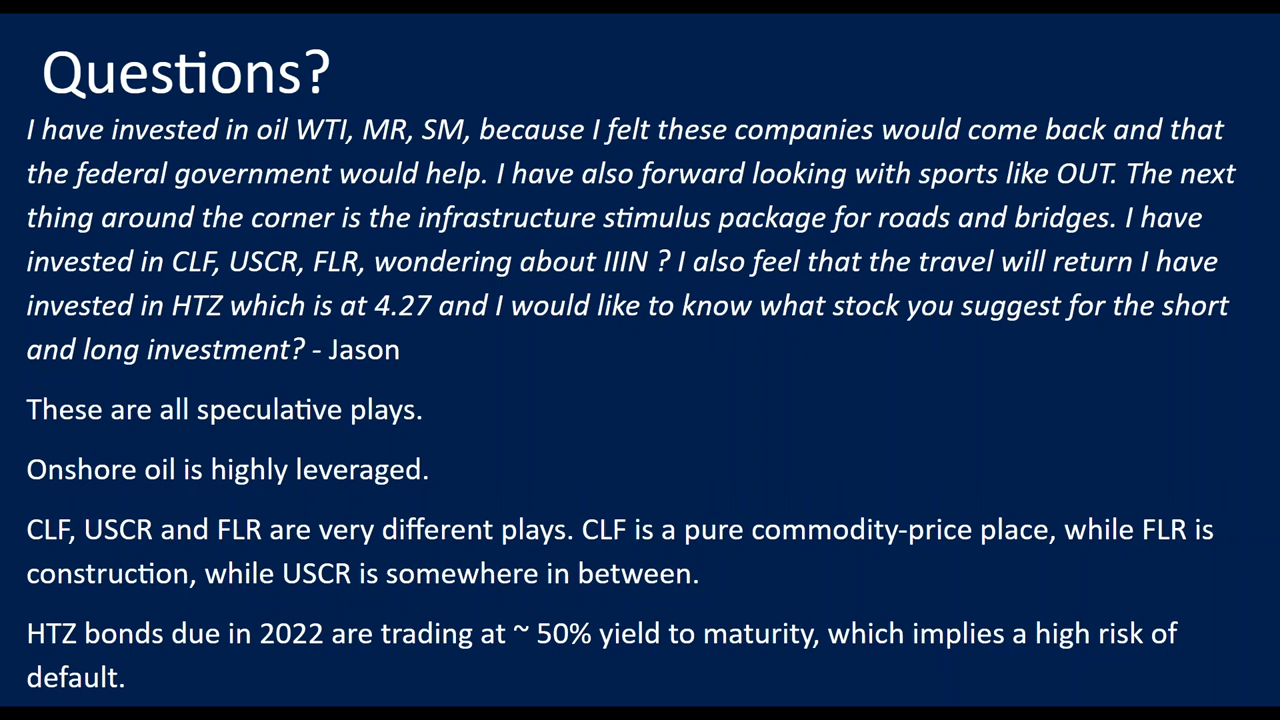 Questions?
I have invested in oil WTI, MR, SM, because I felt these companies would come back and that
the federal government would help. I have also forward looking with sports like OUT. The next
thing around the corner is the infrastructure stimulus package for roads and bridges. I have
invested in CLF, USCR, FLR, wondering about IIIN ? I also feel that the travel will return I have
invested in HTZ which is at 4.27 and I would like to know what stock you suggest for the short
and long investment? - Jason
These are all speculative plays.
Onshore oil is highly leveraged.
CLF, USCR and FLR are very different plays. CLF is a pure commodity-price place, while FLR is
construction, while USCR is somewhere in between.
HTZ bonds due in 2022 are trading at ~ 50% yield to maturity, which implies a high risk of
default.